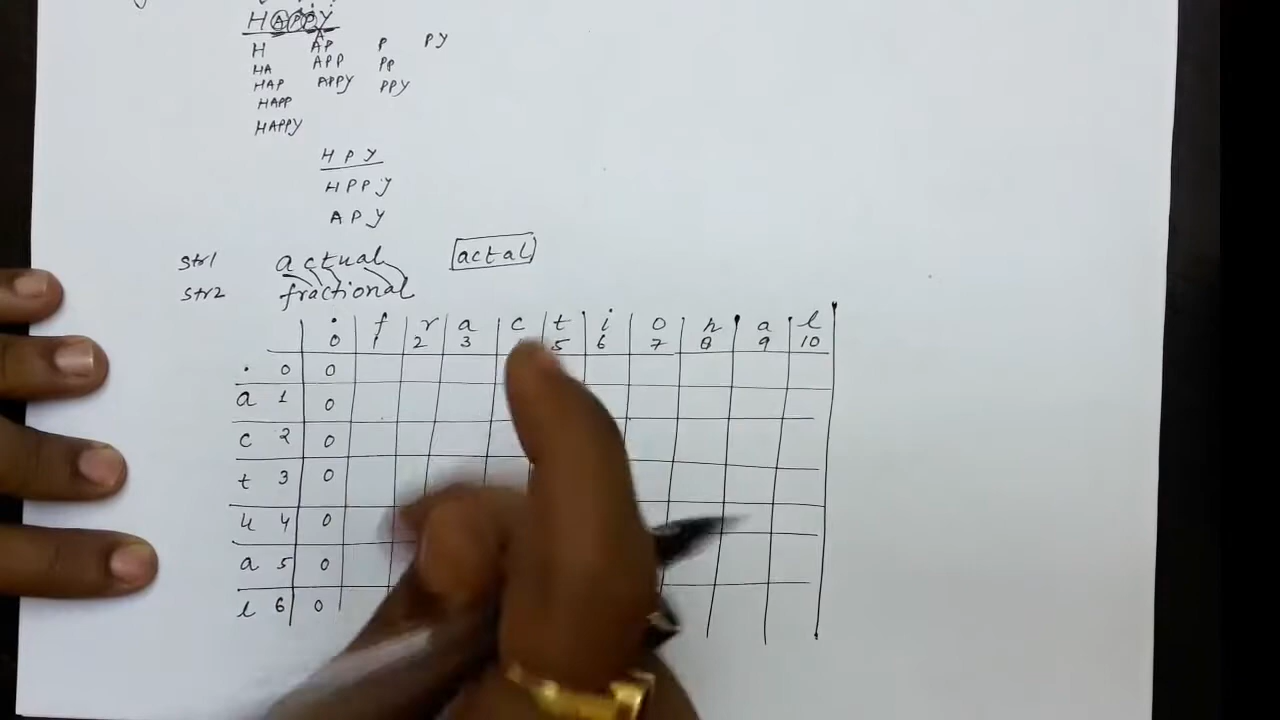 HAPPY
H AP P PY
HA APP PP
HAP APPY PPY
HAPP
HAPPY
HPY
HPPY
APY
str1 actual actal
str2 fractional
. f r a c t i o n a l
0 1 2 3 5 6 7 8 9 10
. 0 0
a 1 0
c 2 0
t 3 0
u 4 0
a 5 0
l 6 0